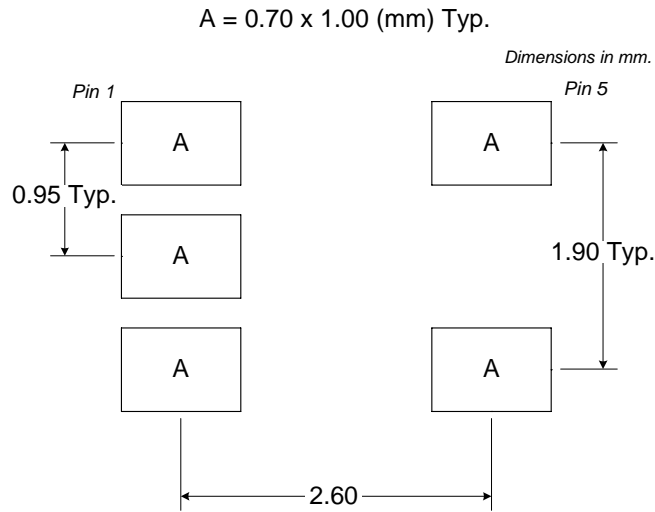 A = 0.70 x 1.00 (mm) Typ.
Dimensions in mm.
Pin 1
Pin 5
A
A
0.95 Typ.
A
1.90 Typ.
A
A
2.60